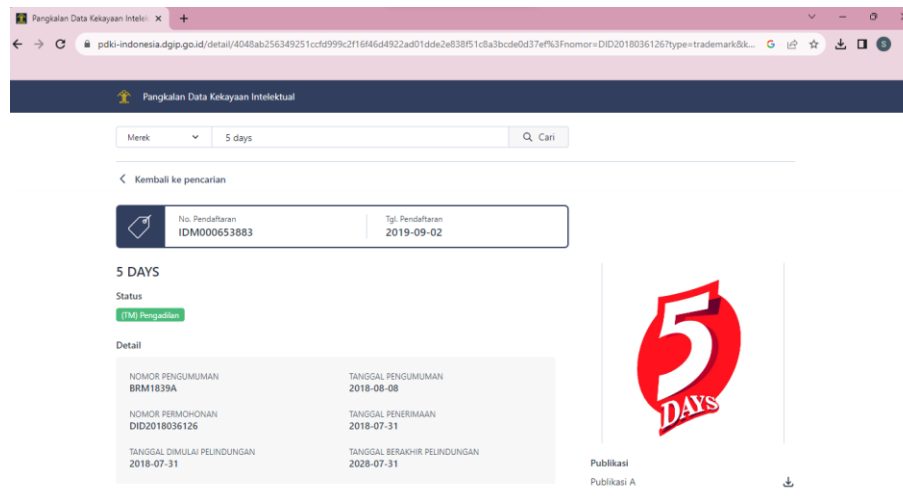 Pangkalan Data Kekayaan Intelek
pdki-indonesia.dgip.go.id/detail/4048ab256349251ccfd999c2f16f46d4922ad01dde2e838f51c8a3bcde0d37ef%3Fnomor=DID2018036126?type=trademark&k...
S
Pangkalan Data Kekayaan Intelektual
Merek 5 days Cari
Kembali ke pencarian
No. Pendaftaran Tgl. Pendaftaran
IDM000653883 2019-09-02
5 DAYS
Status
(TM) Pengadilan
Detail
NOMOR PENGUMUMAN TANGGAL PENGUMUMAN
BRM1839A 2018-08-08
NOMOR PERMOHONAN TANGGAL PENERIMAAN
DID2018036126 2018-07-31
TANGGAL DIMULAI PELINDUNGAN TANGGAL BERAKHIR PELINDUNGAN
2018-07-31 2028-07-31
5
DAYS
Publikasi
Publikasi A